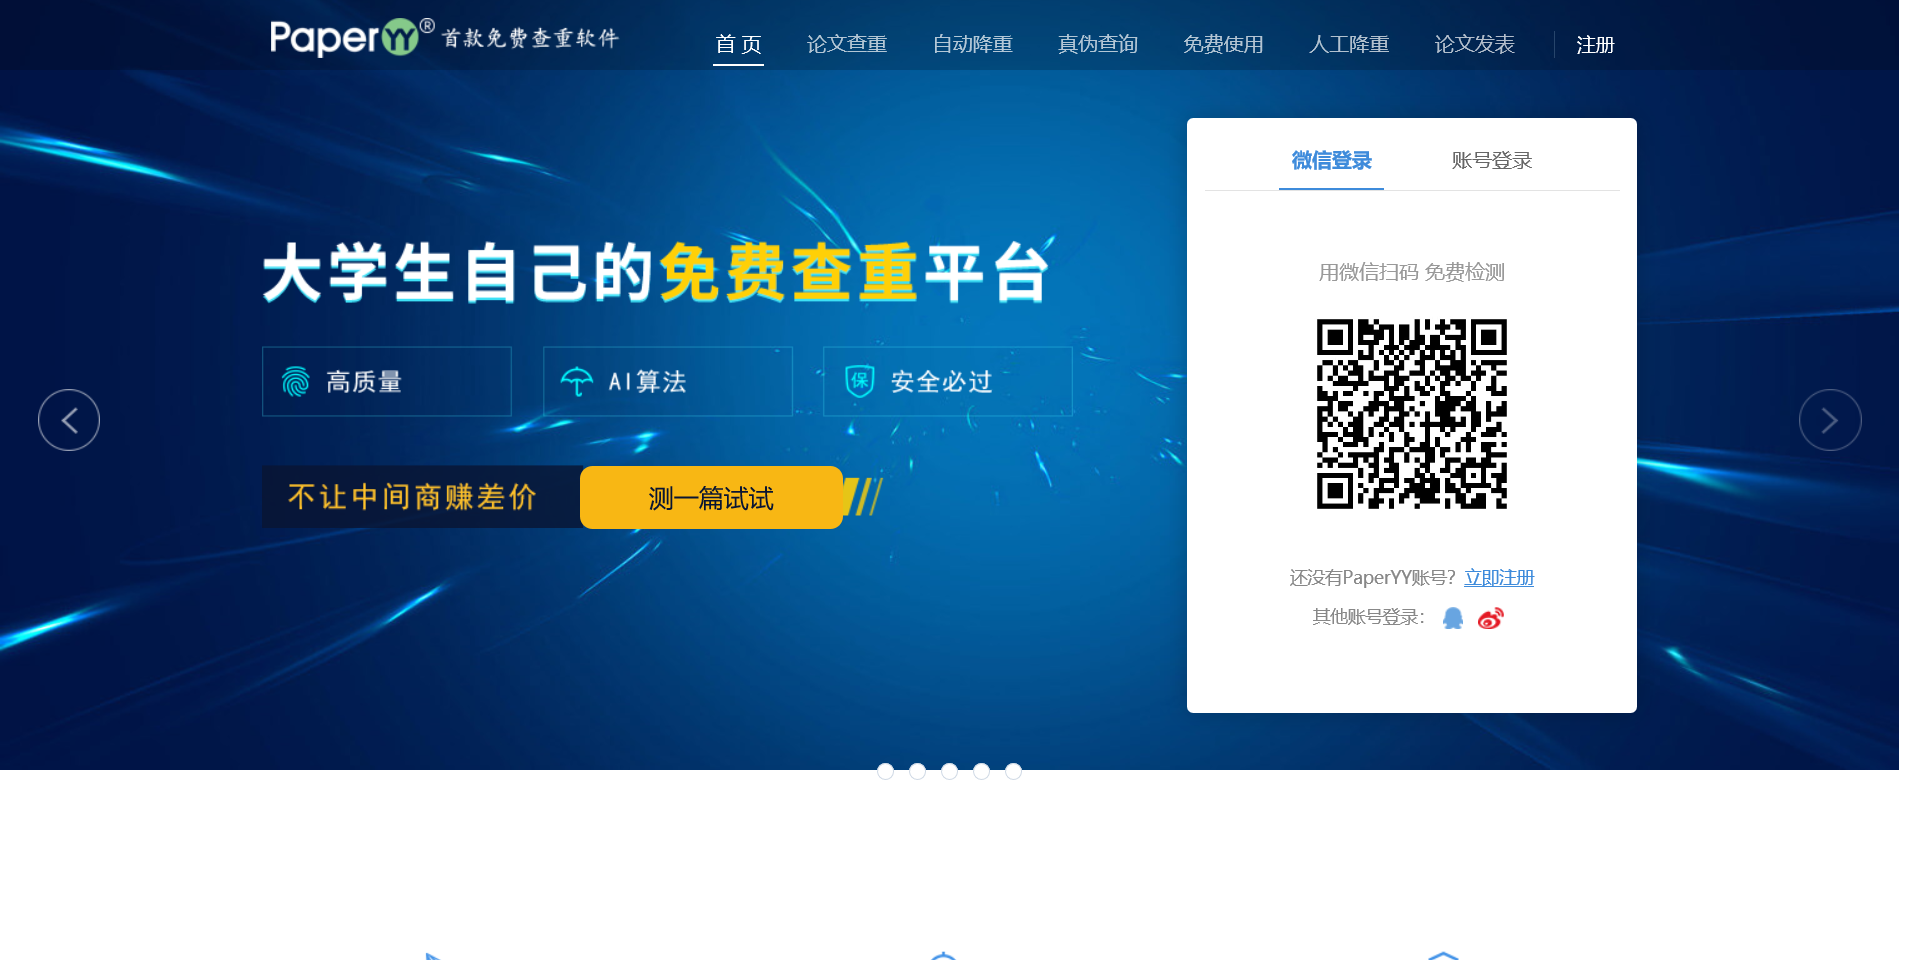 PaperYY® 首款免费查重软件
首 页 论文查重 自动降重 真伪查询 免费使用 人工降重 论文发表 注册
微信登录 账号登录
大学生自己的免费查重平台
用微信扫码 免费检测
高质量 AI算法 保 安全必过
不让中间商赚差价 测一篇试试
还没有PaperYY账号? 立即注册
其他账号登录: